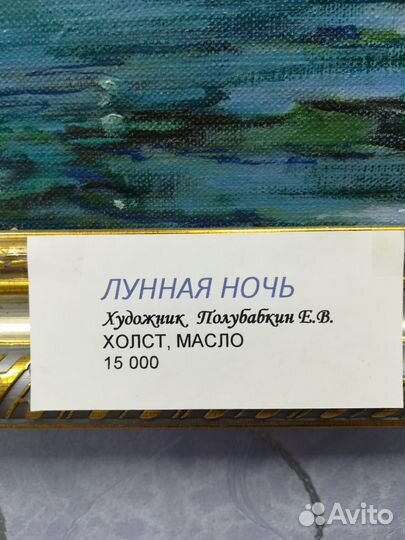 ЛУННАЯ НОЧЬ
Художник Полубабкин Е.В.
ХОЛСТ, МАСЛО
15 000
Avito